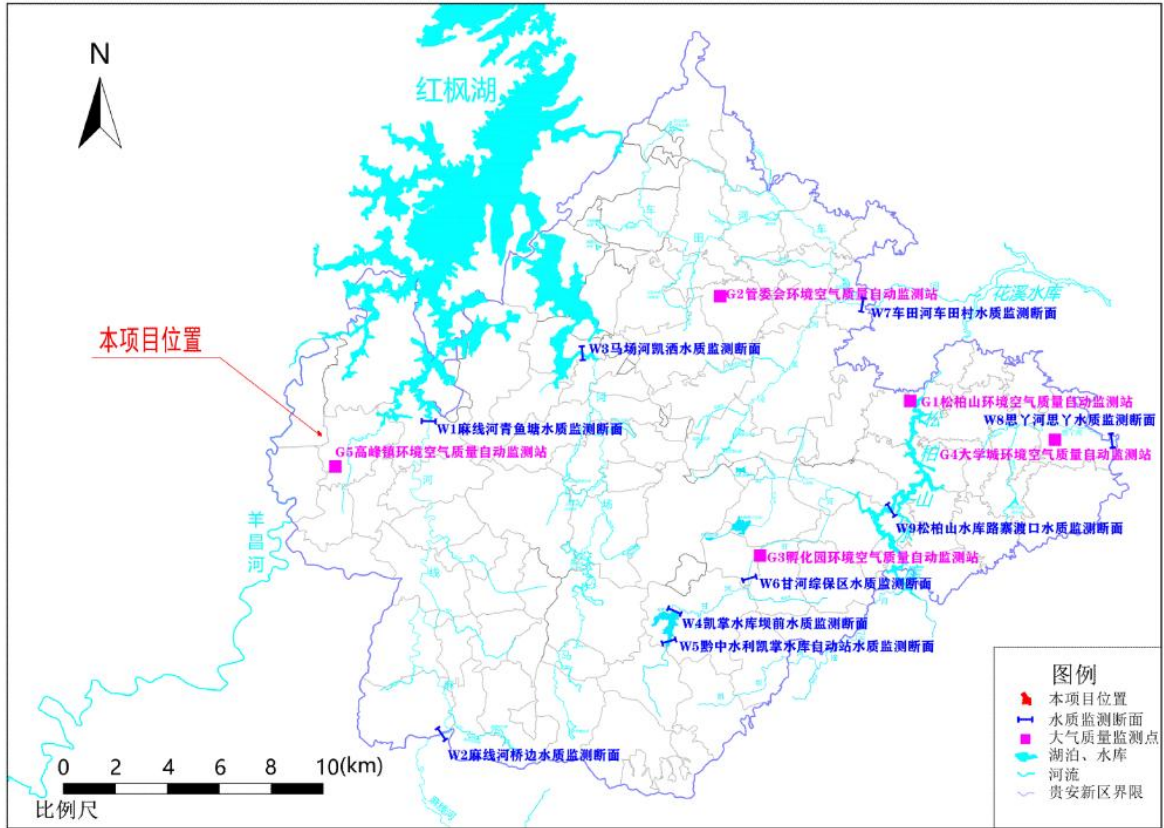 N
红枫湖
车
田
河
车
花溪水库
G2管委会环境空气质量自动监测站
W7车田河车田村水质监测断面
本项目位置
W3马场河凯洒水质监测断面
G1松柏山环境空气质量自动监测站
W1麻线河青鱼塘水质监测断面
W8思丫河思丫水质监测断面
G5高峰镇环境空气质量自动监测站
G4大学城环境空气质量自动监测站
松
柏
山
羊昌河
河
W9松柏山水库路寨渡口水质监测断面
G3孵化园环境空气质量自动监测站
W6甘河综保区水质监测断面
W4凯掌水库坝前水质监测断面
W5黔中水利凯掌水库自动站水质监测断面
W2麻线河桥边水质监测断面
0 2 4 6 8 10(km)
比例尺
图例
本项目位置
水质监测断面
大气质量监测点
湖泊、水库
河流
贵安新区界限